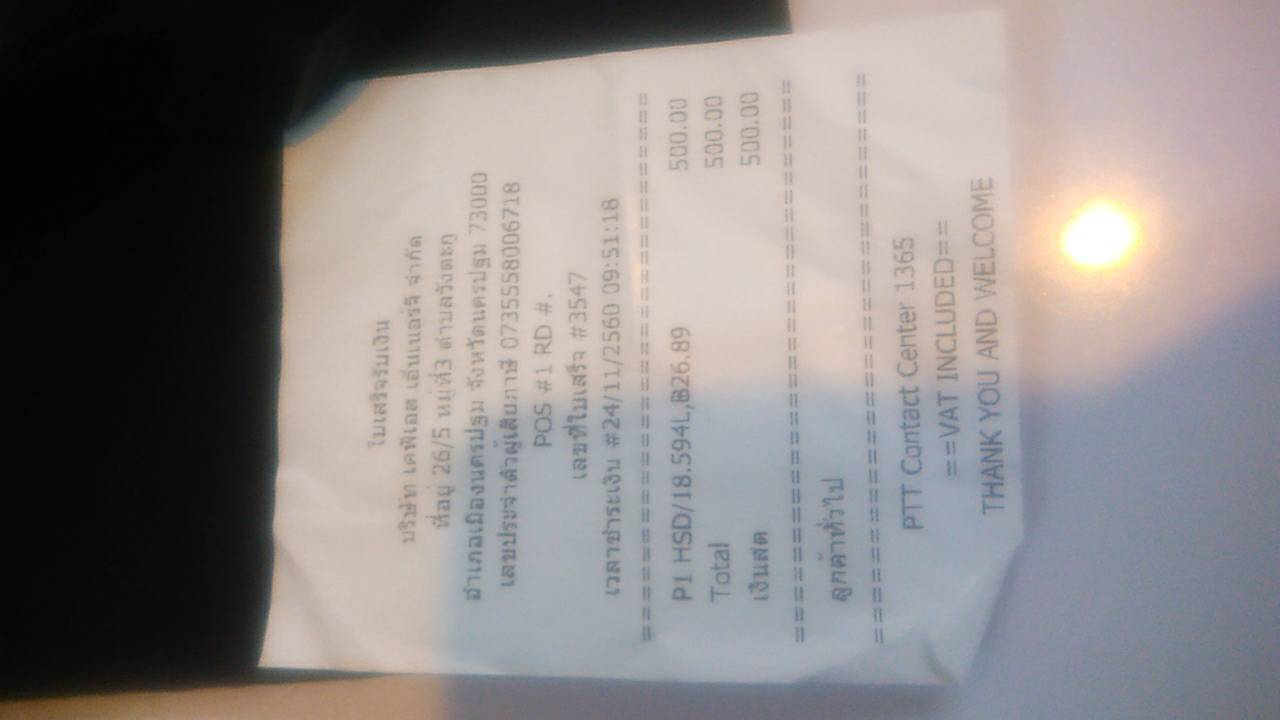 ใบเสร็จรับเงิน
บริษัท เคพีเอส เอ็นเนอร์จิ จำกัด
ที่อยู่ 26/5 หมู่ที่3 ตำบลวังตะกู
อำเภอเมืองนครปฐม จังหวัดนครปฐม 73000
เลขประจำตัวผู้เสียภาษี 0735558006718
POS #1 RD #.
เลขที่ใบเสร็จ #3547
เวลาชำระเงิน #24/11/2560 09:51:18
==============================
P1 HSD/18.594L,B26.89 500.00
Total 500.00
เงินสด 500.00
==============================
ลูกค้าทั่วไป
==============================
PTT Contact Center 1365
==VAT INCLUDED==
THANK YOU AND WELCOME